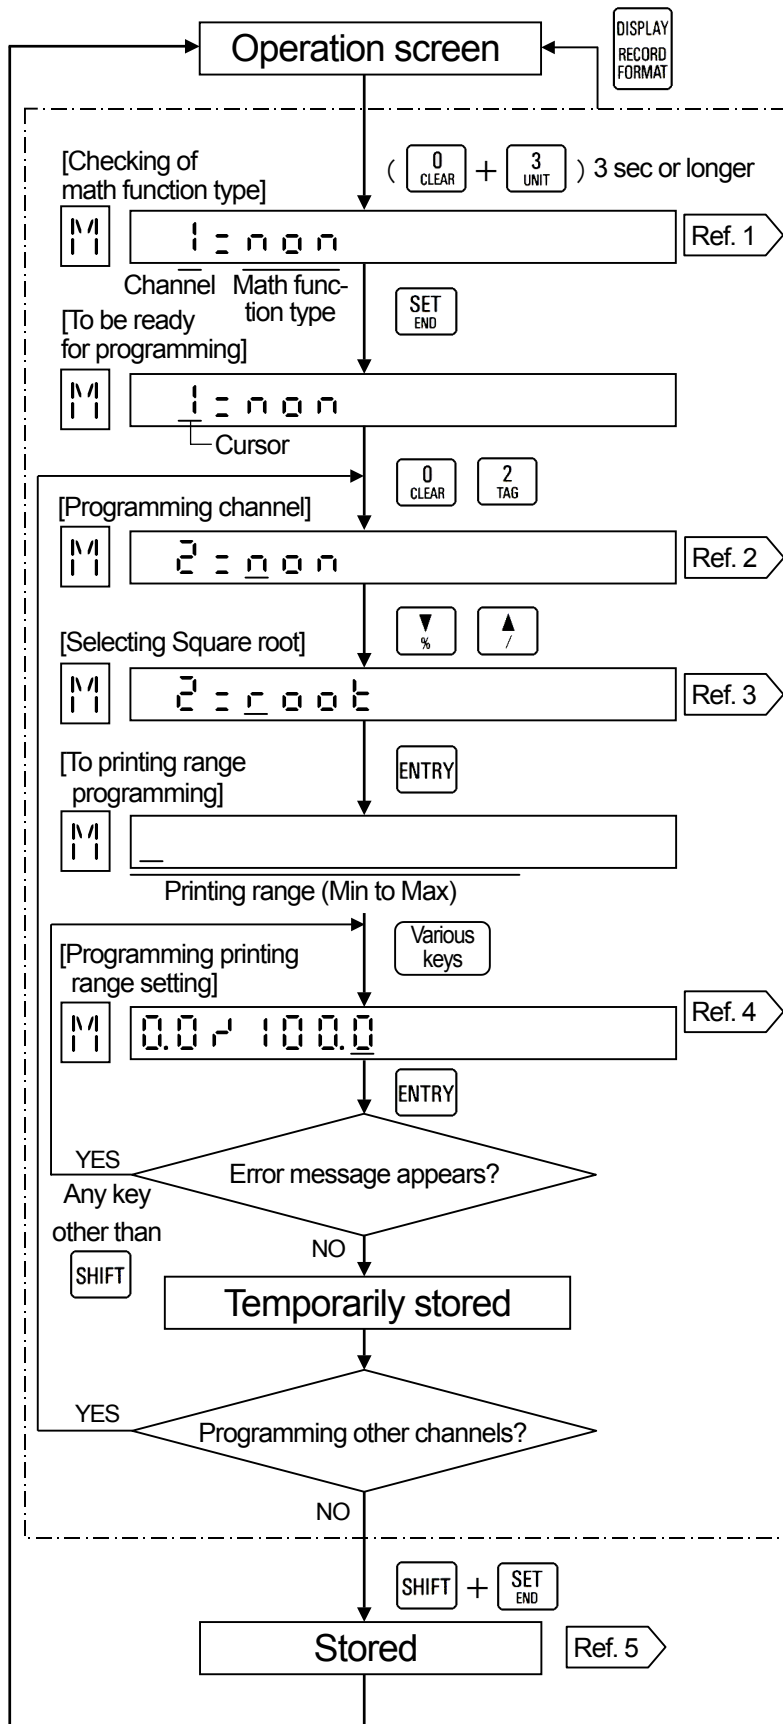 Operation screen
DISPLAY
RECORD
FORMAT
[Checking of
math function type]
( 0 CLEAR + 3 UNIT ) 3 sec or longer
M 1=non
Ref. 1
Channel Math func-
tion type
SET
END
[To be ready
for programming]
M 1=non
Cursor
0 CLEAR 2 TAG
[Programming channel]
M 2=non
Ref. 2
▼ % ▲ /
[Selecting Square root]
M 2=root
Ref. 3
ENTRY
[To printing range
programming]
M _
Printing range (Min to Max)
Various
keys
[Programming printing
range setting]
M 0.0/100.0
Ref. 4
ENTRY
Error message appears?
YES
Any key
other than
SHIFT
NO
Temporarily stored
Programming other channels?
YES
NO
SHIFT + SET END
Stored
Ref. 5